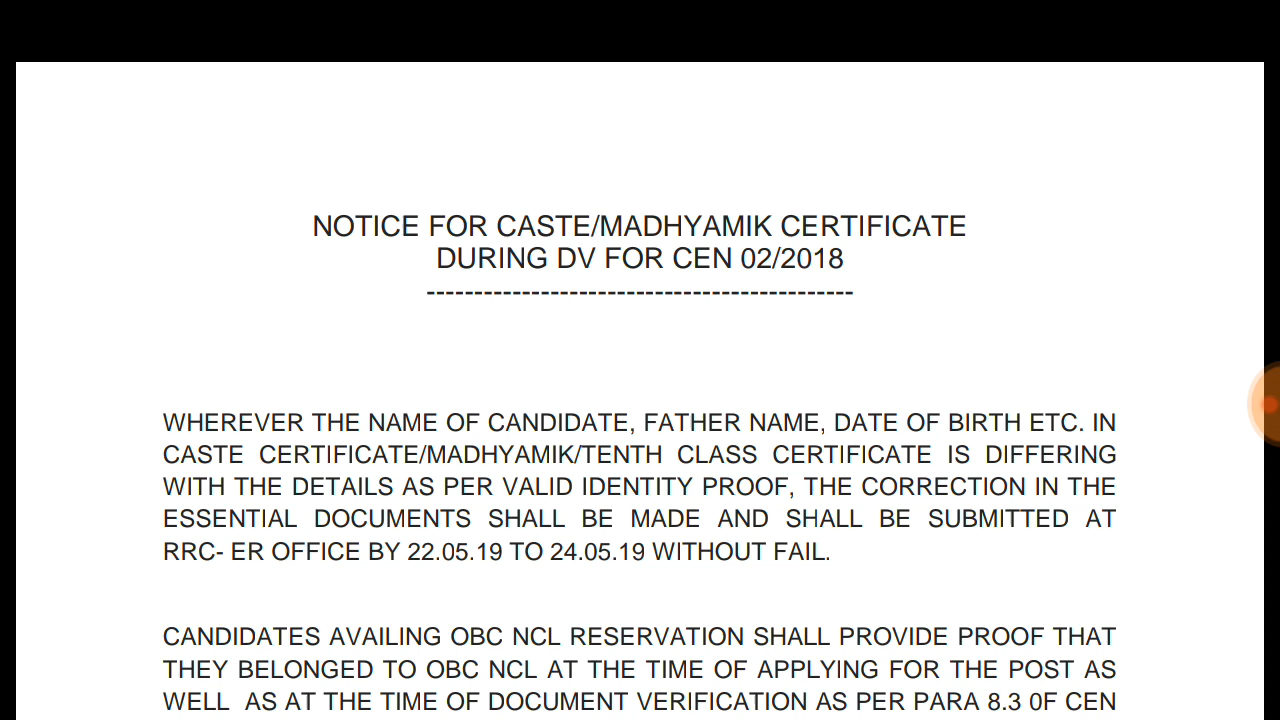 NOTICE FOR CASTE/MADHYAMIK CERTIFICATE
DURING DV FOR CEN 02/2018
---------------------------------------------
WHEREVER THE NAME OF CANDIDATE, FATHER NAME, DATE OF BIRTH ETC. IN
CASTE CERTIFICATE/MADHYAMIK/TENTH CLASS CERTIFICATE IS DIFFERING
WITH THE DETAILS AS PER VALID IDENTITY PROOF, THE CORRECTION IN THE
ESSENTIAL DOCUMENTS SHALL BE MADE AND SHALL BE SUBMITTED AT
RRC- ER OFFICE BY 22.05.19 TO 24.05.19 WITHOUT FAIL.
CANDIDATES AVAILING OBC NCL RESERVATION SHALL PROVIDE PROOF THAT
THEY BELONGED TO OBC NCL AT THE TIME OF APPLYING FOR THE POST AS
WELL  AS AT THE TIME OF DOCUMENT VERIFICATION AS PER PARA 8.3 0F CEN